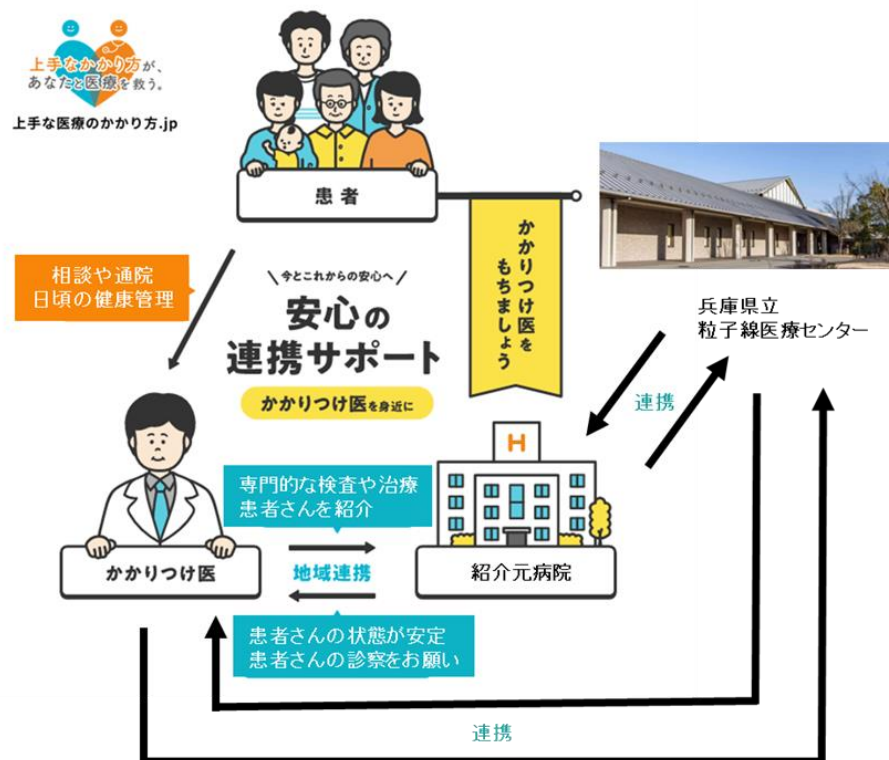 上手なかかり方が、
あなたと医療を救う。
上手な医療のかかり方.jp
患者
かかりつけ医を
もちましょう
相談や通院
日頃の健康管理
今とこれからの安心へ
安心の
連携サポート
かかりつけ医を身近に
兵庫県立
粒子線医療センター
連携
H
専門的な検査や治療
患者さんを紹介
かかりつけ医
地域連携
紹介元病院
患者さんの状態が安定
患者さんの診察をお願い
連携